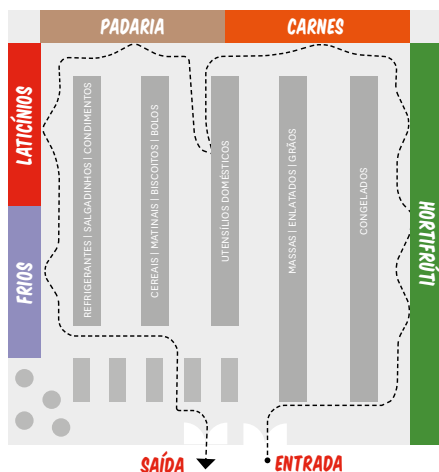 PADARIA
CARNES
LATICÍNIOS
FRIOS
REFRIGERANTES | SALGADINHOS | CONDIMENTOS
CEREAIS | MATINAIS | BISCOITOS | BOLOS
UTENSÍLIOS DOMÉSTICOS
MASSAS | ENLATADOS | GRÃOS
CONGELADOS
HORTIFRÚTI
SAÍDA
ENTRADA